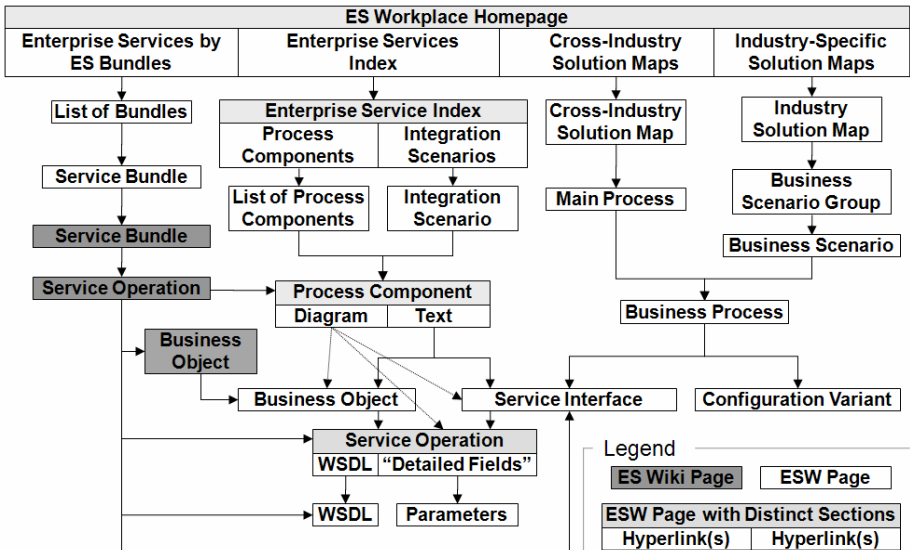 ES Workplace Homepage
Enterprise Services by
ES Bundles
Enterprise Services
Index
Cross-Industry
Solution Maps
Industry-Specific
Solution Maps
List of Bundles
Service Bundle
Service Bundle
Service Operation
Business
Object
Enterprise Service Index
Process
Components
Integration
Scenarios
List of Process
Components
Integration
Scenario
Process Component
Diagram
Text
Business Object
Service Interface
Service Operation
WSDL
“Detailed Fields”
WSDL
Parameters
Cross-Industry
Solution Map
Main Process
Industry
Solution Map
Business
Scenario Group
Business Scenario
Business Process
Configuration Variant
Legend
ES Wiki Page
ESW Page
ESW Page with Distinct Sections
Hyperlink(s)
Hyperlink(s)